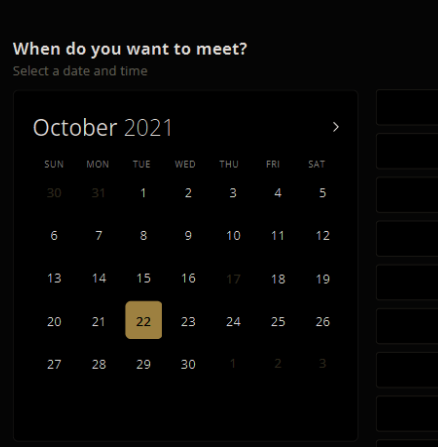 When do you want to meet?
Select a date and time
October 2021 >
SUN MON TUE WED THU FRI SAT
30 31 1 2 3 4 5
6 7 8 9 10 11 12
13 14 15 16 17 18 19
20 21 22 23 24 25 26
27 28 29 30 1 2 3